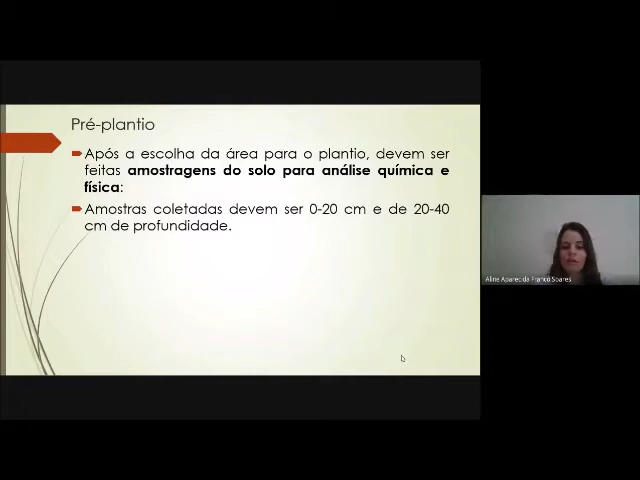 Pré-plantio
Após a escolha da área para o plantio, devem ser
feitas amostragens do solo para análise química e
física:
Amostras coletadas devem ser 0-20 cm e de 20-40
cm de profundidade.
Aline Aparecida Franco Soares